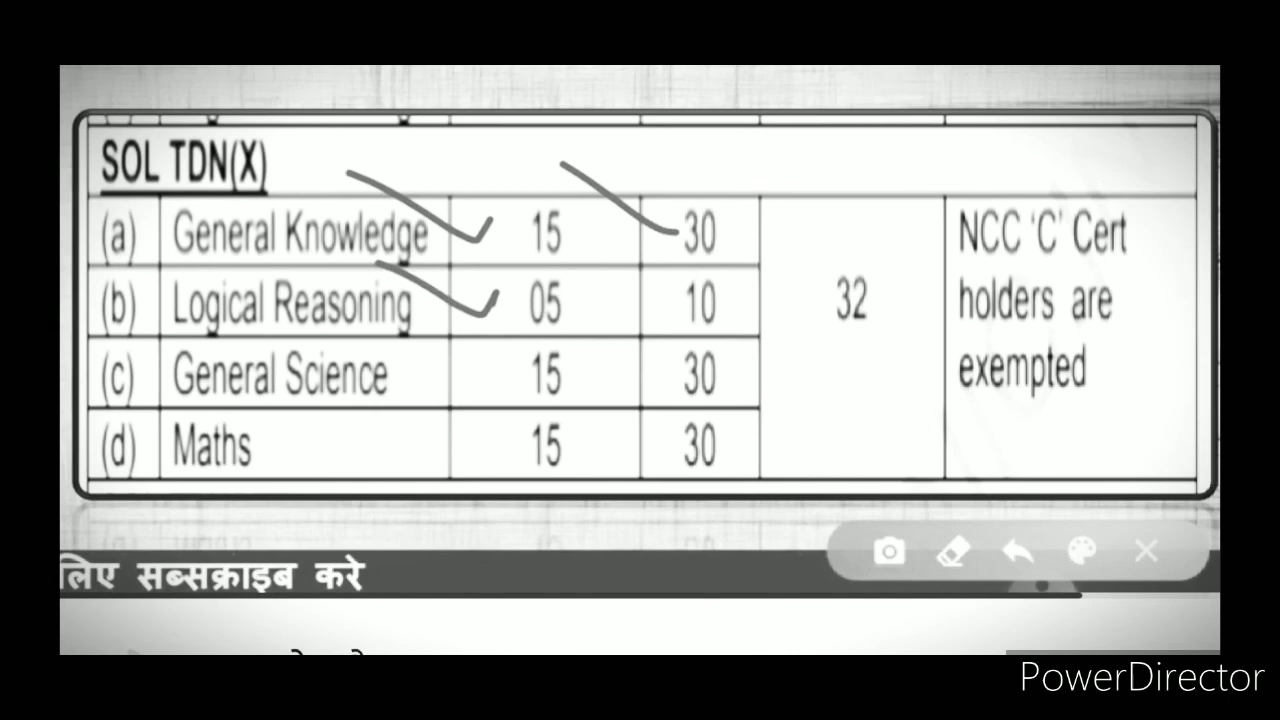 SOL TDN(X)
(a) General Knowledge 15 30 32 NCC 'C' Cert holders are exempted
(b) Logical Reasoning 05 10
(c) General Science 15 30
(d) Maths 15 30
लिए सब्सक्राइब करे
PowerDirector